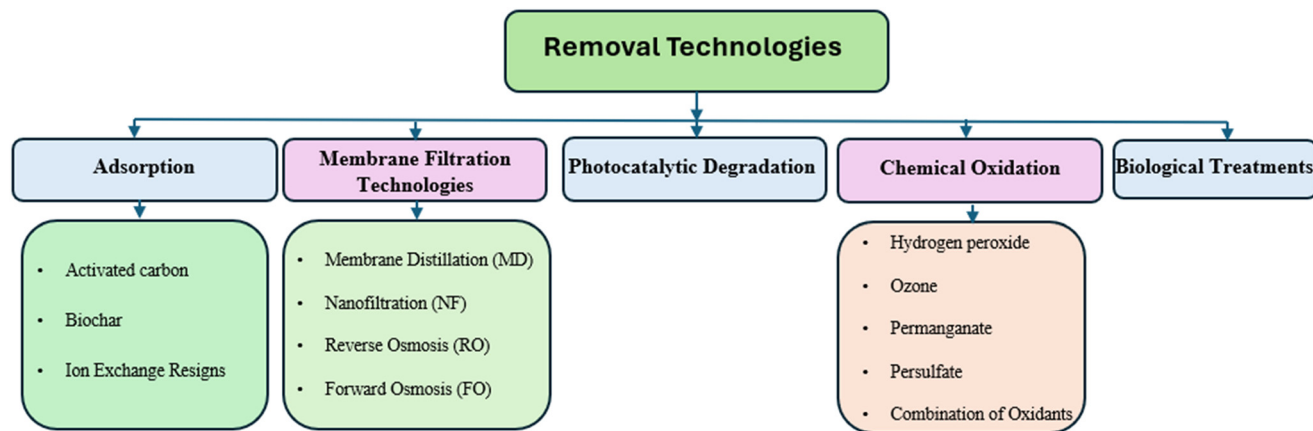 Removal Technologies
Adsorption
Membrane Filtration
Technologies
Photocatalytic Degradation
Chemical Oxidation
Biological Treatments
• Activated carbon
• Biochar
• Ion Exchange Resigns
• Membrane Distillation (MD)
• Nanofiltration (NF)
• Reverse Osmosis (RO)
• Forward Osmosis (FO)
• Hydrogen peroxide
• Ozone
• Permanganate
• Persulfate
• Combination of Oxidants